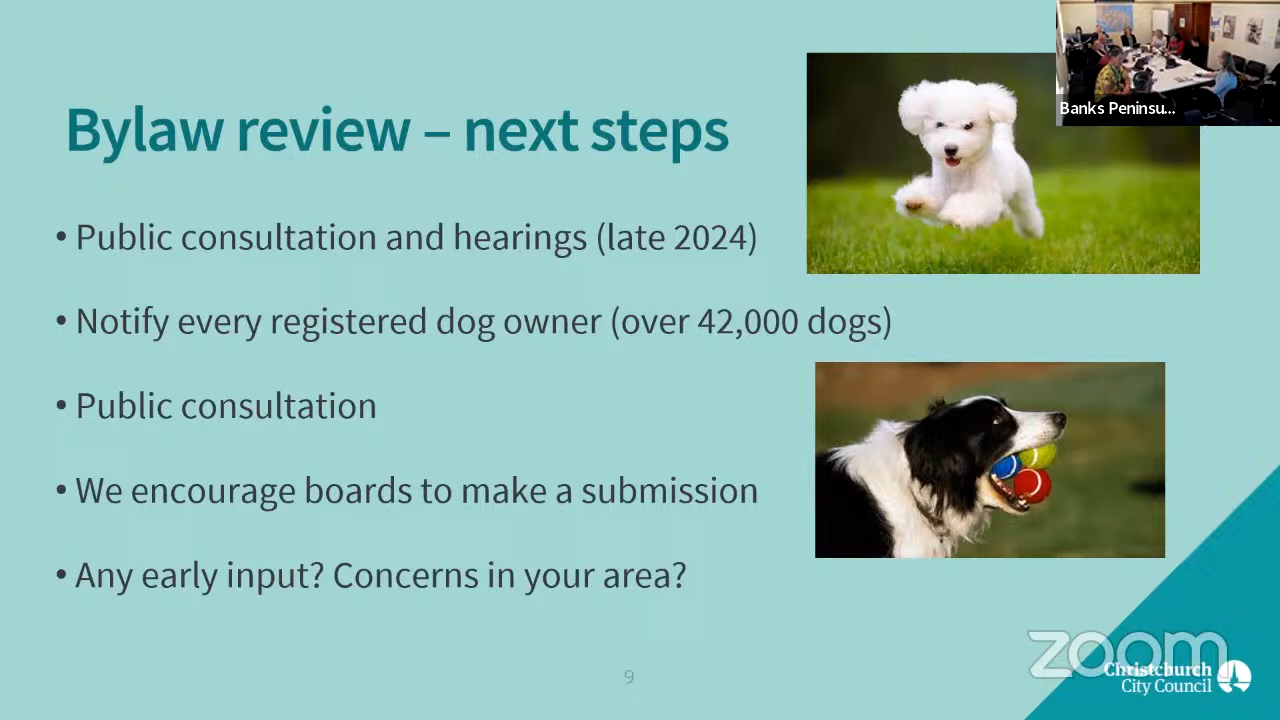 Banks Peninsu...
Bylaw review – next steps
• Public consultation and hearings (late 2024)
• Notify every registered dog owner (over 42,000 dogs)
• Public consultation
• We encourage boards to make a submission
• Any early input? Concerns in your area?
9
zoom
Christchurch
City Council